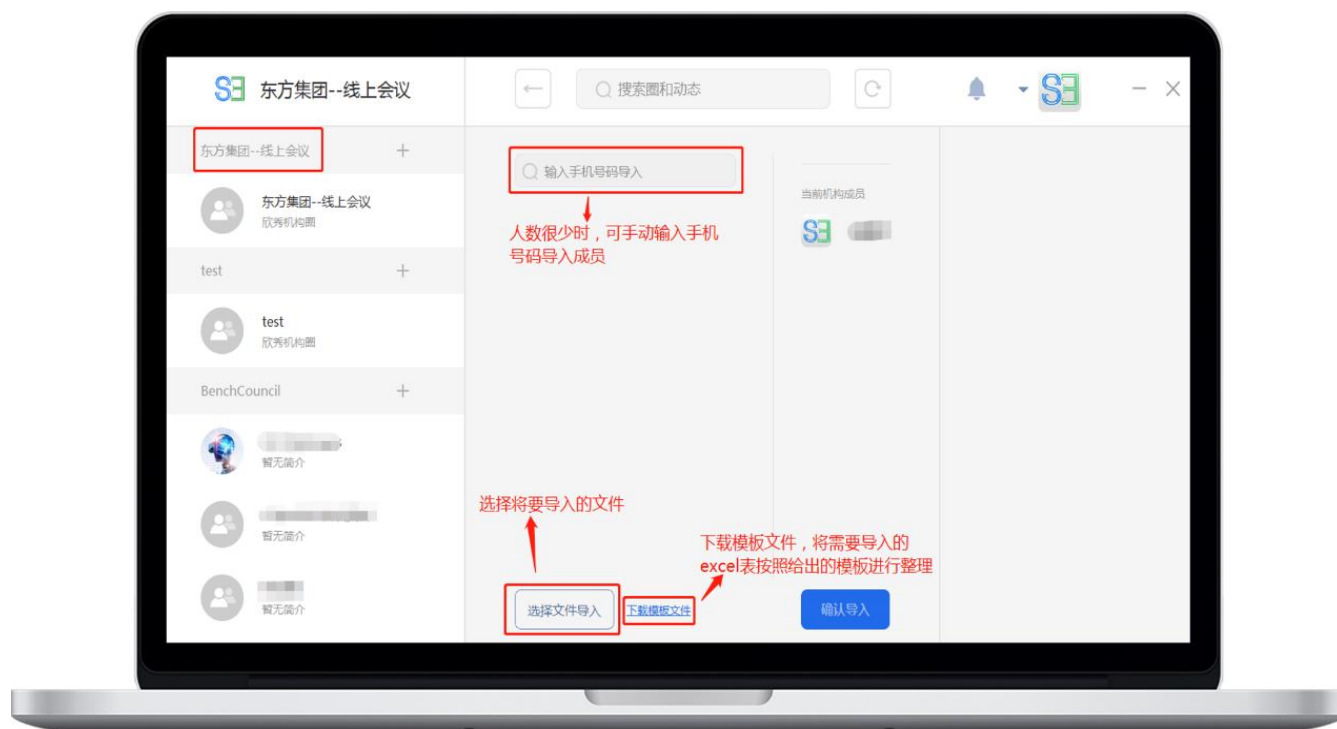 SE 东方集团--线上会议
搜索圈和动态
SE
东方集团--线上会议
东方集团--线上会议
欣秀机构圈
test
test
欣秀机构圈
BenchCouncil
暂无简介
暂无简介
暂无简介
输入手机号码导入
人数很少时，可手动输入手机
号码导入成员
当前机构成员
SE
选择将要导入的文件
下载模板文件，将需要导入的
excel表按照给出的模板进行整理
选择文件导入
下载模板文件
确认导入